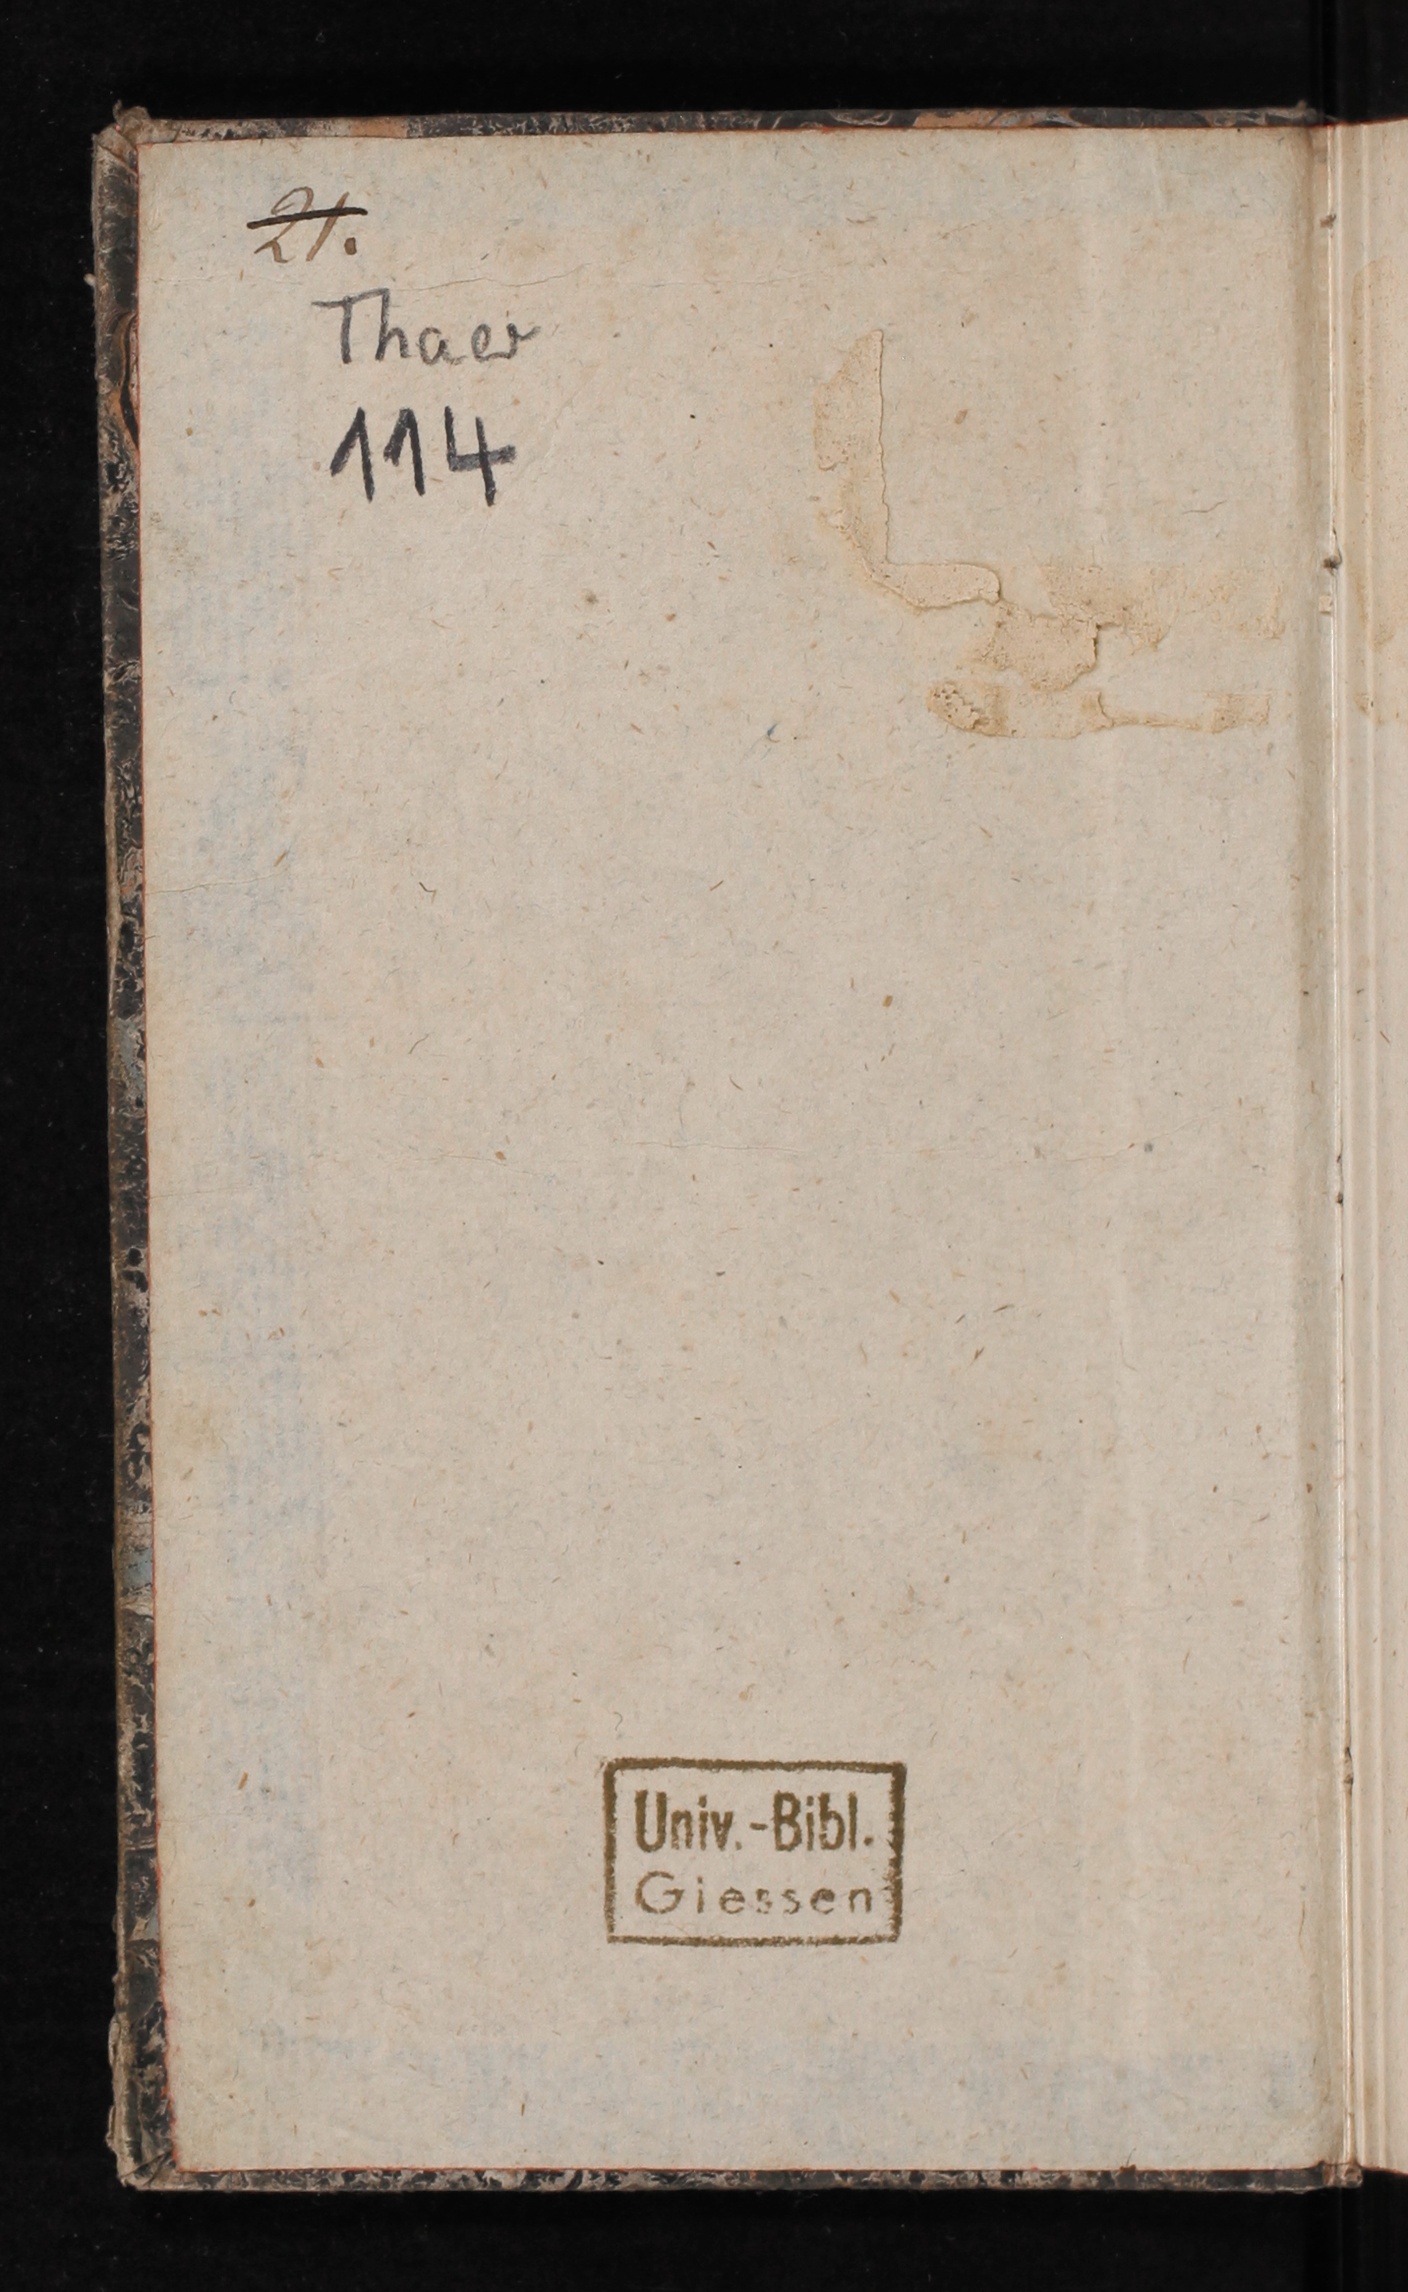 21.
Thaer
114
Univ.-Bibl.
Giessen